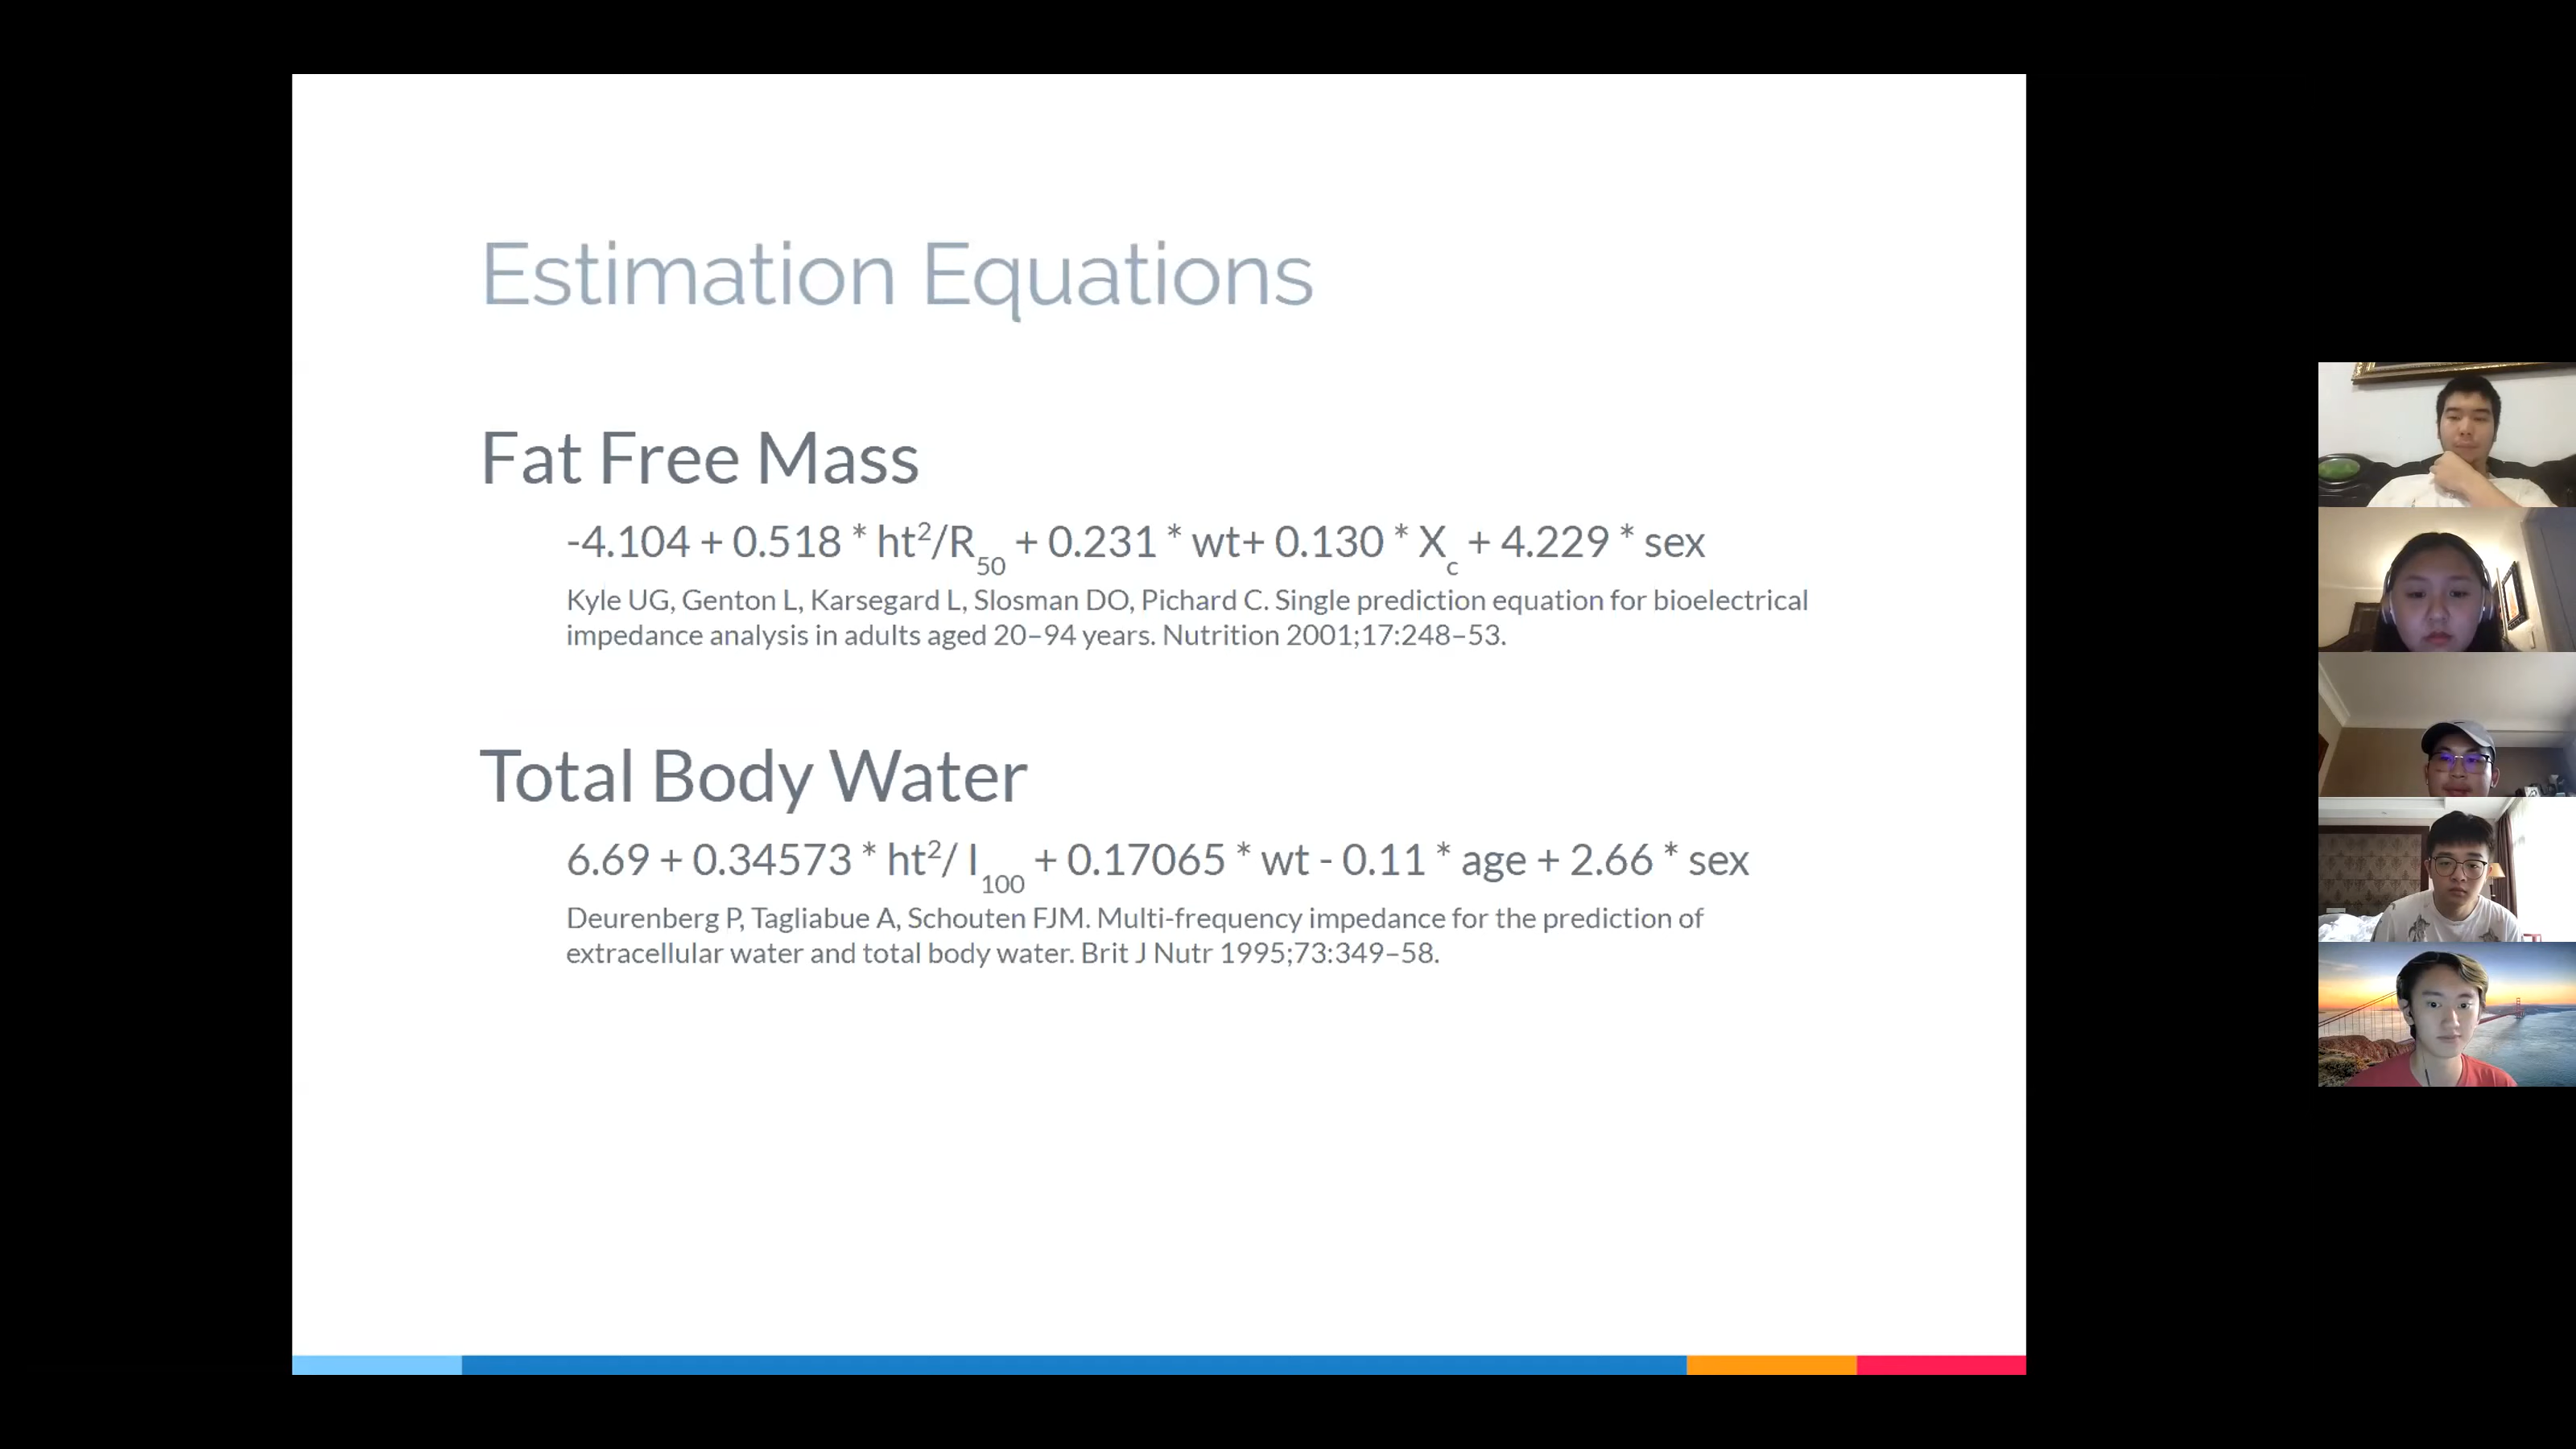 Estimation Equations
Fat Free Mass
-4.104 + 0.518 * ht²/R₅₀ + 0.231 * wt+ 0.130 * X꜀ + 4.229 * sex
Kyle UG, Genton L, Karsegard L, Slosman DO, Pichard C. Single prediction equation for bioelectrical
impedance analysis in adults aged 20–94 years. Nutrition 2001;17:248–53.
Total Body Water
6.69 + 0.34573 * ht²/ I₁₀₀ + 0.17065 * wt - 0.11 * age + 2.66 * sex
Deurenberg P, Tagliabue A, Schouten FJM. Multi-frequency impedance for the prediction of
extracellular water and total body water. Brit J Nutr 1995;73:349–58.